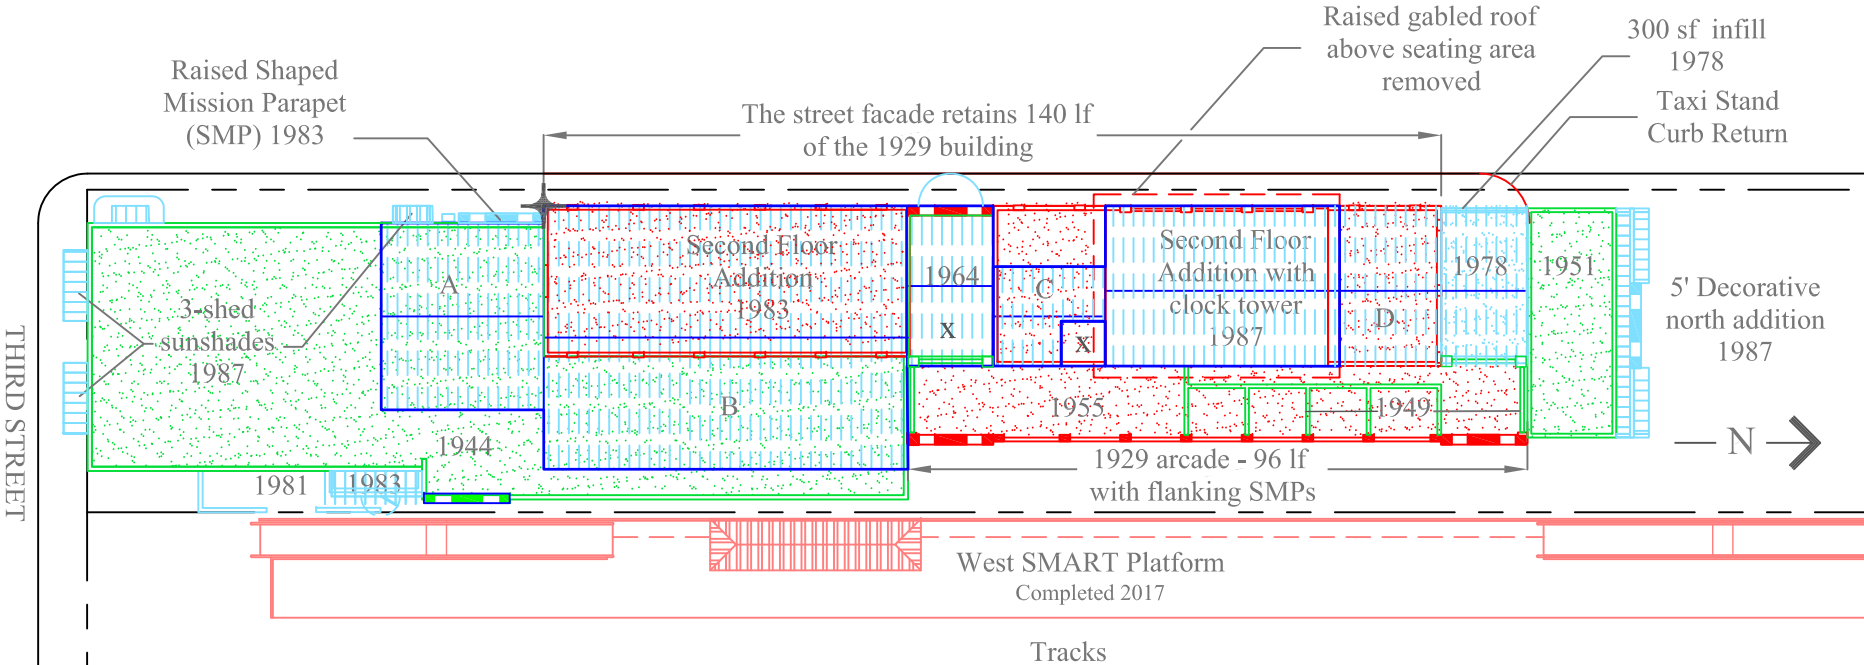 Raised gabled roof
above seating area
removed
300 sf infill
1978
Raised Shaped
Mission Parapet
(SMP) 1983
The street facade retains 140 lf
of the 1929 building
Taxi Stand
Curb Return
A
Second Floor
Addition
1983
1964
x
C
x
Second Floor
Addition with
clock tower
1987
D
1978
1951
5' Decorative
north addition
1987
3-shed
sunshades
1987
THIRD STREET
B
1955
1949
1944
N
1981
1983
1929 arcade - 96 lf
with flanking SMPs
West SMART Platform
Completed 2017
Tracks